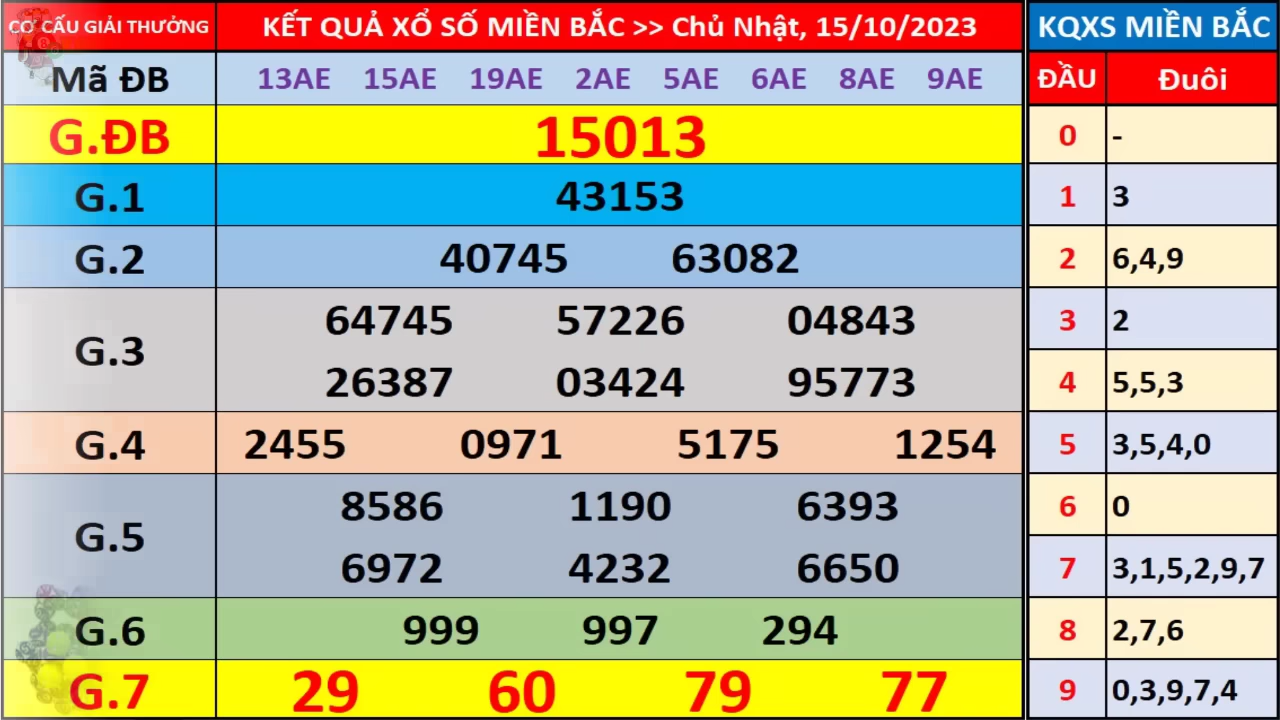 CƠ CẤU GIẢI THƯỞNG KẾT QUẢ XỔ SỐ MIỀN BẮC >> Chủ Nhật, 15/10/2023 KQXS MIỀN BẮC
Mã ĐB 13AE 15AE 19AE 2AE 5AE 6AE 8AE 9AE ĐẦU Đuôi
G.ĐB 15013 0 -
G.1 43153 1 3
G.2 40745 63082 2 6,4,9
G.3 64745 57226 04843 3 2
26387 03424 95773 4 5,5,3
G.4 2455 0971 5175 1254 5 3,5,4,0
G.5 8586 1190 6393 6 0
6972 4232 6650 7 3,1,5,2,9,7
G.6 999 997 294 8 2,7,6
G.7 29 60 79 77 9 0,3,9,7,4